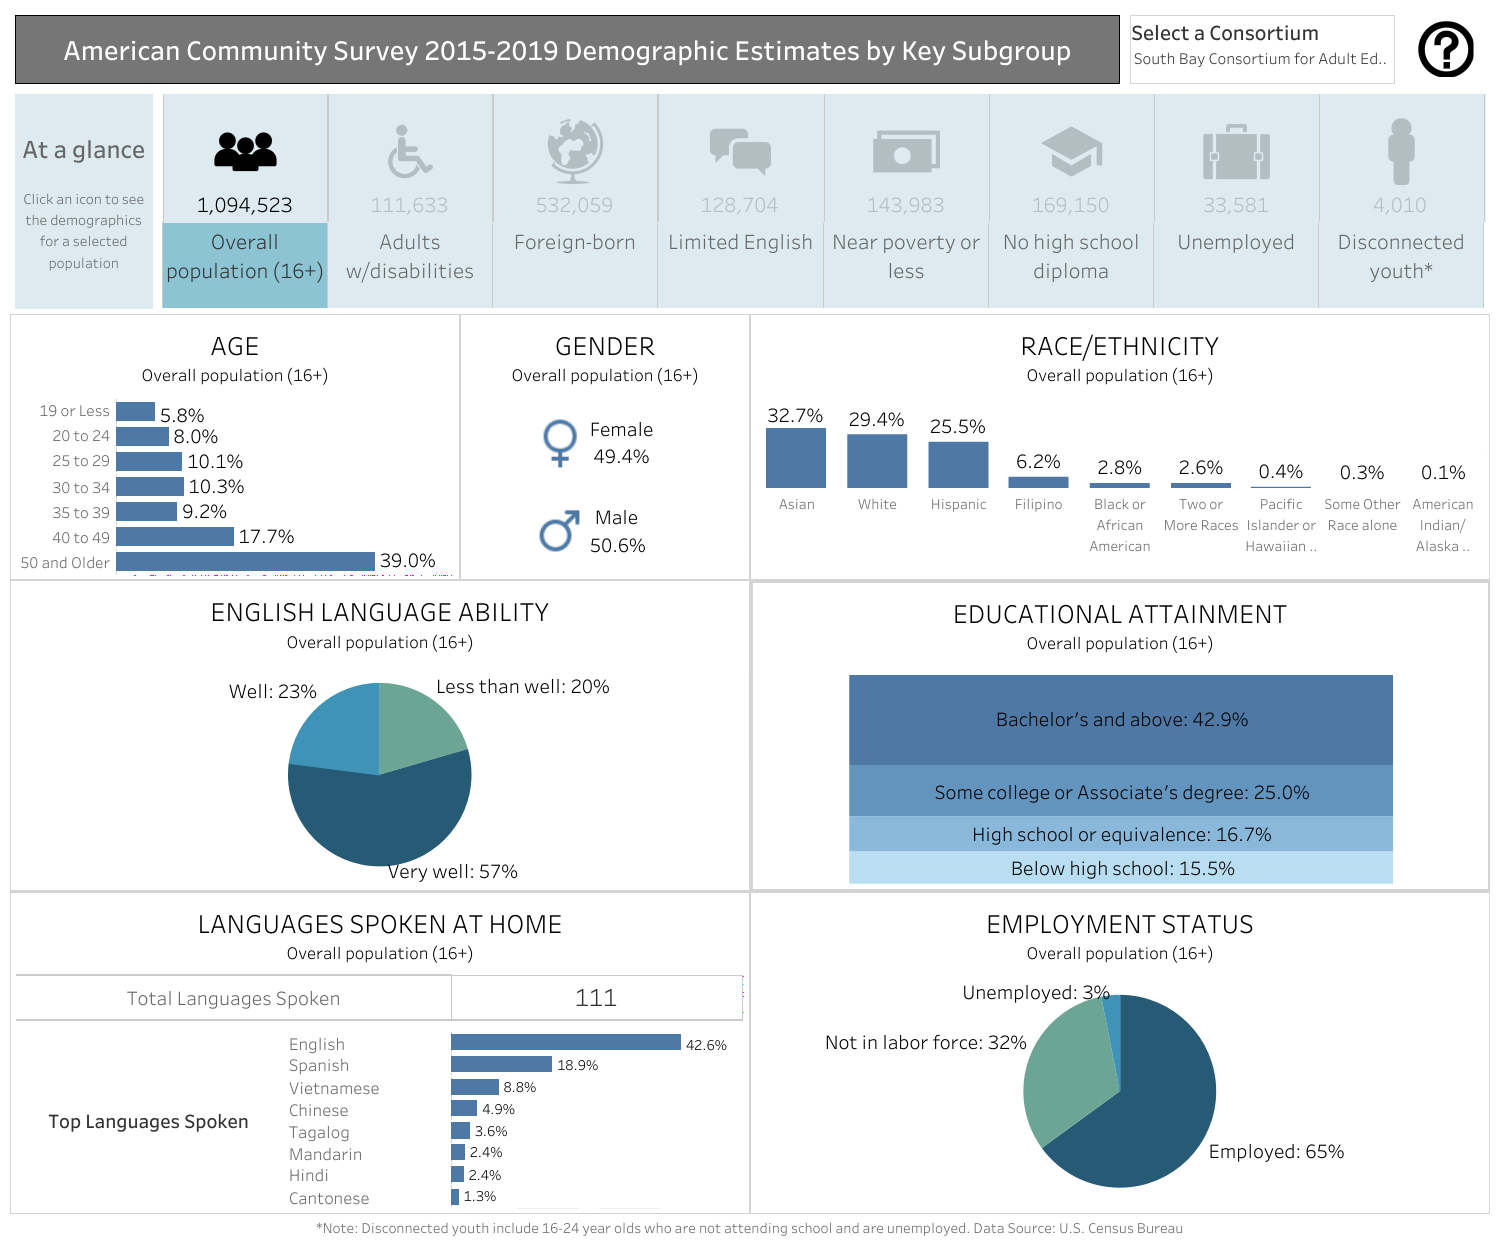 American Community Survey 2015-2019 Demographic Estimates by Key Subgroup
Select a Consortium
South Bay Consortium for Adult Ed..
At a glance
Click an icon to see
the demographics
for a selected
population
1,094,523
Overall
population (16+)
111,633
Adults
w/disabilities
532,059
Foreign-born
128,704
Limited English
143,983
Near poverty or
less
169,150
No high school
diploma
33,581
Unemployed
4,010
Disconnected
youth*
AGE
Overall population (16+)
19 or Less 5.8%
20 to 24 8.0%
25 to 29 10.1%
30 to 34 10.3%
35 to 39 9.2%
40 to 49 17.7%
50 and Older 39.0%
GENDER
Overall population (16+)
Female
49.4%
Male
50.6%
RACE/ETHNICITY
Overall population (16+)
32.7%
Asian
29.4%
White
25.5%
Hispanic
6.2%
Filipino
2.8%
Black or
African
American
2.6%
Two or
More Races
0.4%
Pacific
Islander or
Hawaiian ..
0.3%
Some Other
Race alone
0.1%
American
Indian/
Alaska ..
ENGLISH LANGUAGE ABILITY
Overall population (16+)
Well: 23%
Less than well: 20%
Very well: 57%
EDUCATIONAL ATTAINMENT
Overall population (16+)
Bachelor's and above: 42.9%
Some college or Associate's degree: 25.0%
High school or equivalence: 16.7%
Below high school: 15.5%
LANGUAGES SPOKEN AT HOME
Overall population (16+)
Total Languages Spoken 111
Top Languages Spoken
English 42.6%
Spanish 18.9%
Vietnamese 8.8%
Chinese 4.9%
Tagalog 3.6%
Mandarin 2.4%
Hindi 2.4%
Cantonese 1.3%
EMPLOYMENT STATUS
Overall population (16+)
Unemployed: 3%
Not in labor force: 32%
Employed: 65%
*Note: Disconnected youth include 16-24 year olds who are not attending school and are unemployed. Data Source: U.S. Census Bureau